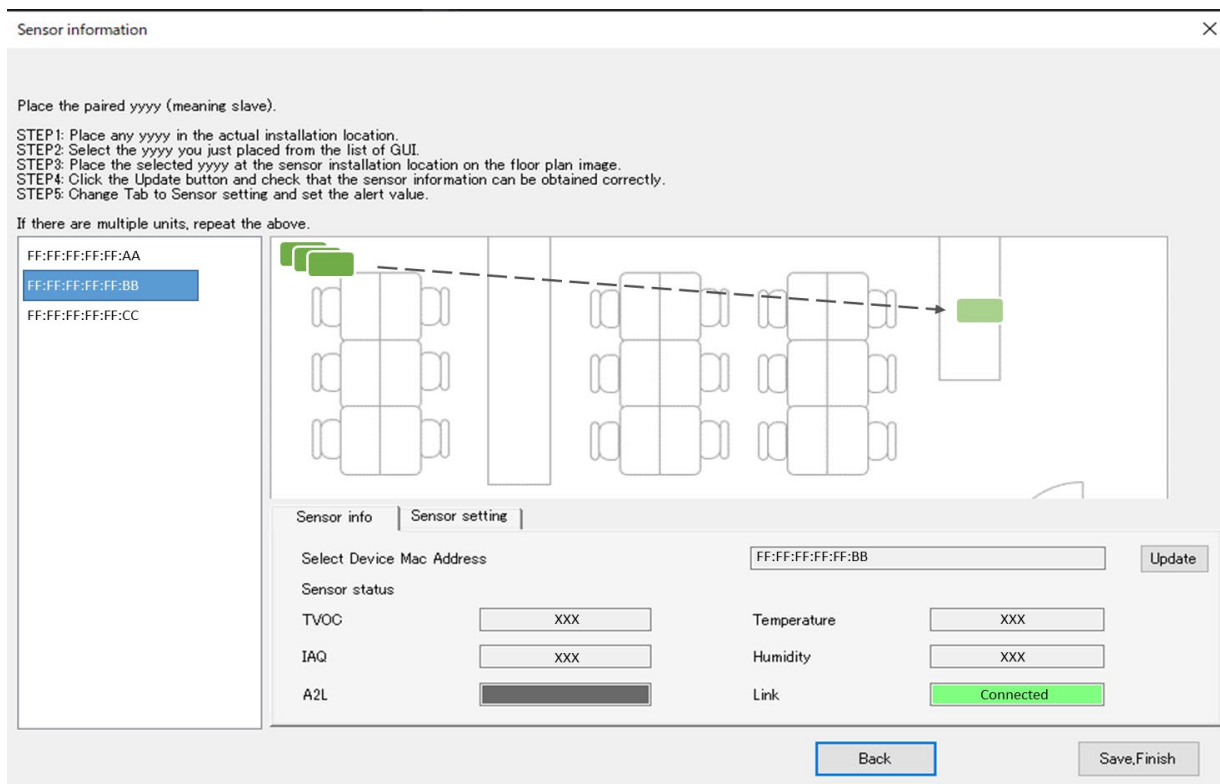 Sensor information
Place the paired yyyy (meaning slave).
STEP1: Place any yyyy in the actual installation location.
STEP2: Select the yyyy you just placed from the list of GUI.
STEP3: Place the selected yyyy at the sensor installation location on the floor plan image.
STEP4: Click the Update button and check that the sensor information can be obtained correctly.
STEP5: Change Tab to Sensor setting and set the alert value.
If there are multiple units, repeat the above.
FF:FF:FF:FF:FF:AA
FF:FF:FF:FF:FF:BB
FF:FF:FF:FF:FF:CC
Sensor info
Sensor setting
Select Device Mac Address
FF:FF:FF:FF:FF:BB
Update
Sensor status
TVOC
XXX
Temperature
XXX
IAQ
XXX
Humidity
XXX
A2L
Link
Connected
Back
Save,Finish